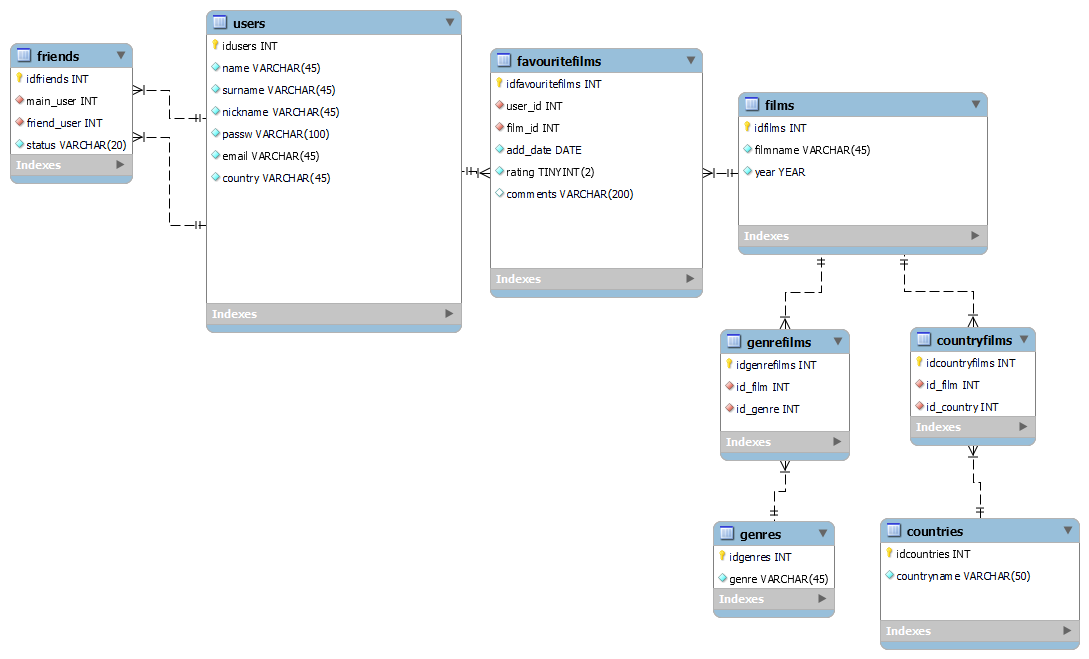 friends
idfriends INT
main_user INT
friend_user INT
status VARCHAR(20)
Indexes
users
idusers INT
name VARCHAR(45)
surname VARCHAR(45)
nickname VARCHAR(45)
passw VARCHAR(100)
email VARCHAR(45)
country VARCHAR(45)
Indexes
favouritefilms
idfavouritefilms INT
user_id INT
film_id INT
add_date DATE
rating TINYINT(2)
comments VARCHAR(200)
Indexes
films
idfilms INT
filmname VARCHAR(45)
year YEAR
Indexes
genrefilms
idgenrefilms INT
id_film INT
id_genre INT
Indexes
countryfilms
idcountryfilms INT
id_film INT
id_country INT
Indexes
genres
idgenres INT
genre VARCHAR(45)
Indexes
countries
idcountries INT
countryname VARCHAR(50)
Indexes